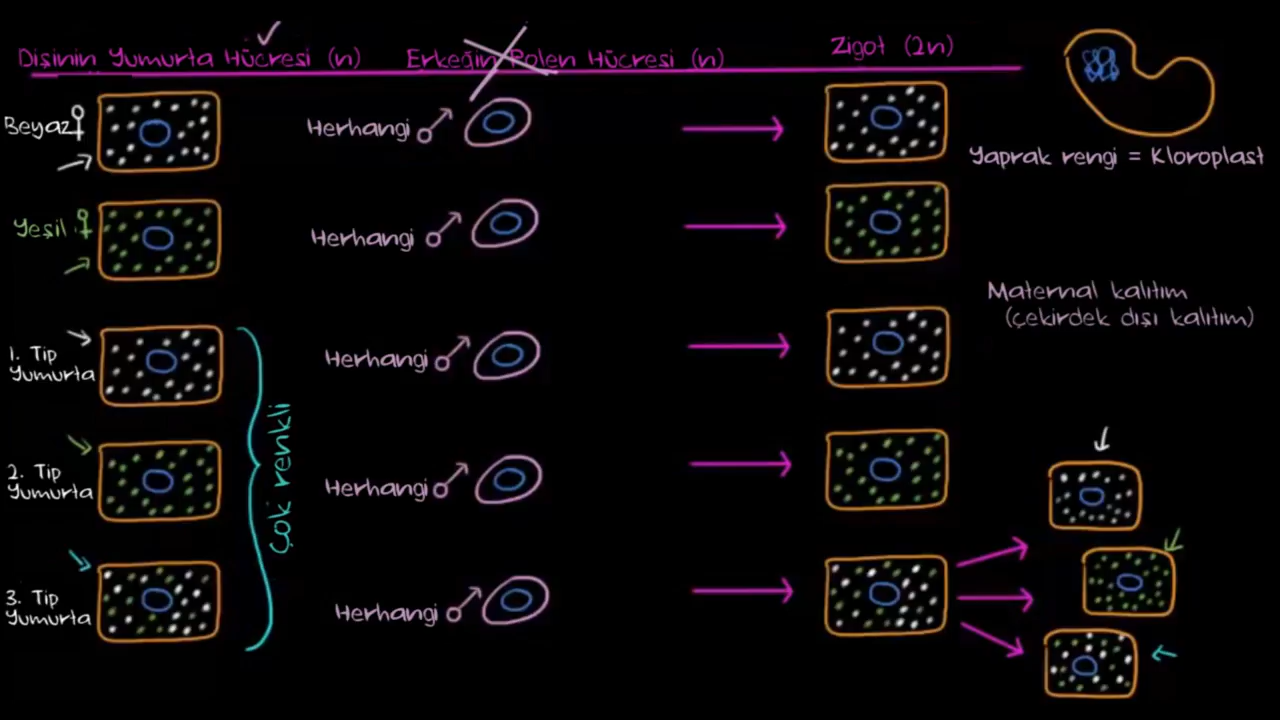 Dişinin Yumurta Hücresi (n)
Erkeğin Polen Hücresi (n)
Zigot (2n)
Beyaz
Herhangi
Yaprak rengi = Kloroplast
Yeşil
Herhangi
Maternal kalıtım
(çekirdek dışı kalıtım)
1. Tip
Yumurta
Herhangi
Çok renkli
2. Tip
Yumurta
Herhangi
3. Tip
Yumurta
Herhangi